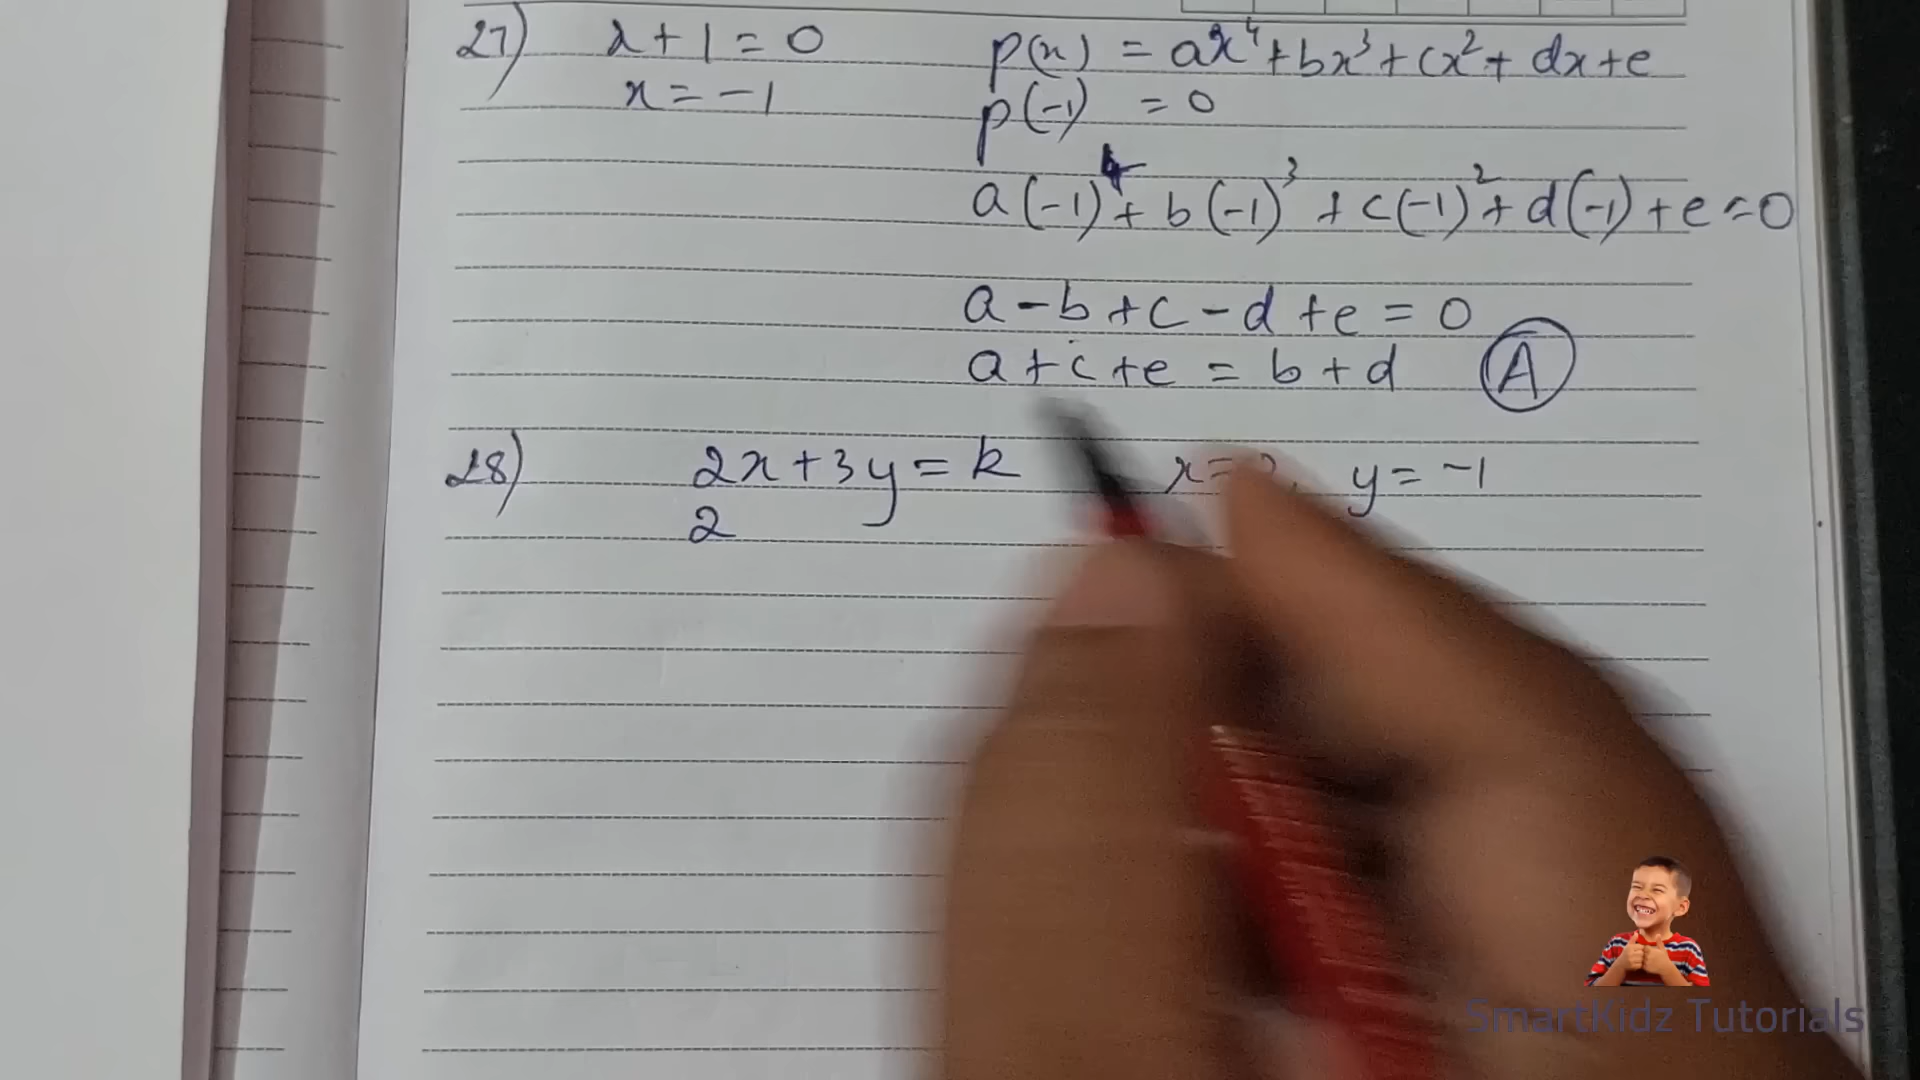 27) x+1=0 p(x) = ax⁴+bx³+cx²+dx+e
x=-1 p(-1) =0
a(-1)⁴+b(-1)³+c(-1)²+d(-1)+e=0
a-b+c-d+e=0
a+c+e=b+d A
28) 2x+3y=k x= y=-1
2
SmartKidz Tutorials